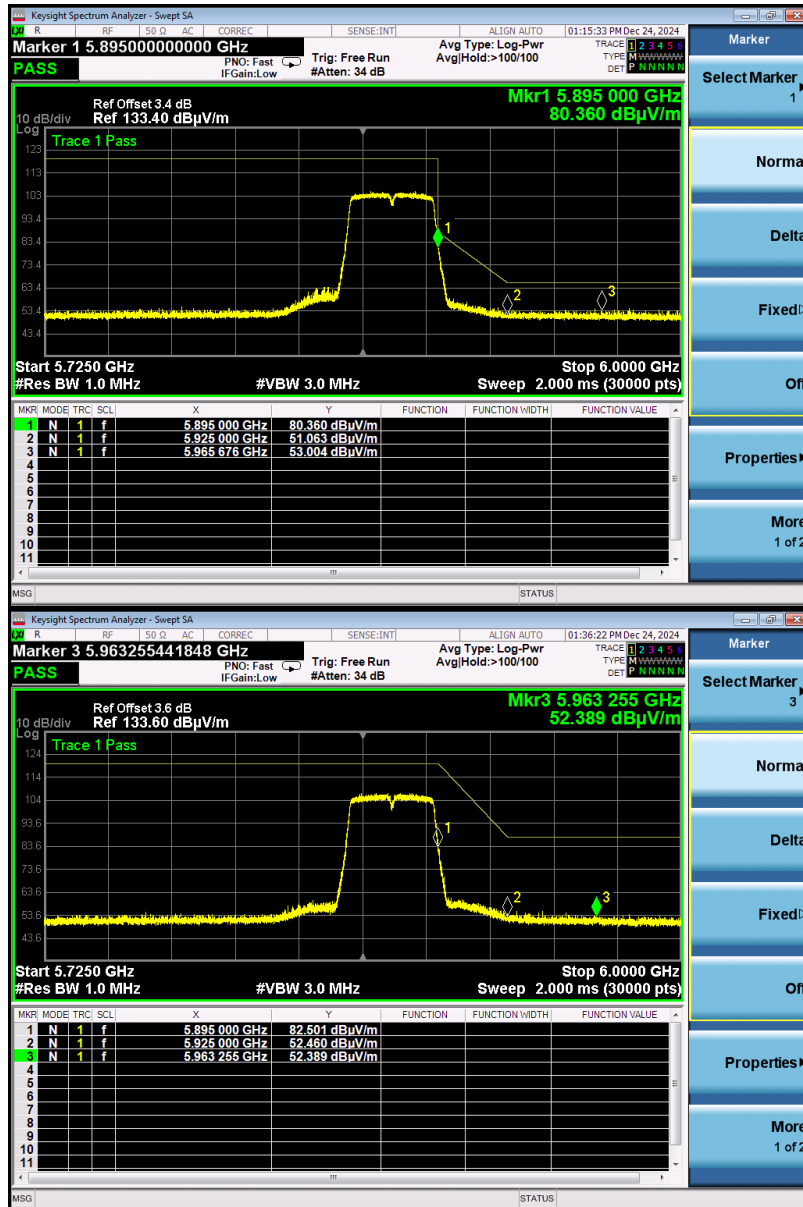 Keysight Spectrum Analyzer - Swept SA
LXI R RF 50 Ω AC CORREC SENSE:INT ALIGN AUTO 01:15:33 PM Dec 24, 2024
Marker 1 5.895000000000 GHz Avg Type: Log-Pwr TRACE 1 2 3 4 5 6
PNO: Fast Trig: Free Run Avg|Hold:>100/100 TYPE M WWWWW
PASS IFGain:Low #Atten: 34 dB DET P N N N N N
Ref Offset 3.4 dB Mkr1 5.895 000 GHz
10 dB/div Ref 133.40 dBµV/m 80.360 dBµV/m
Log
Trace 1 Pass
123
113
103
93.4
83.4
73.4
63.4
53.4
43.4
1
2
3
Start 5.7250 GHz Stop 6.0000 GHz
#Res BW 1.0 MHz #VBW 3.0 MHz Sweep 2.000 ms (30000 pts)
MKR MODE TRC SCL X Y FUNCTION FUNCTION WIDTH FUNCTION VALUE
1 N 1 f 5.895 000 GHz 80.360 dBµV/m
2 N 1 f 5.925 000 GHz 51.063 dBµV/m
3 N 1 f 5.965 676 GHz 53.004 dBµV/m
4
5
6
7
8
9
10
11
MSG STATUS
Marker
Select Marker
1
Norma
Delta
Fixed
Off
Properties
More
1 of 2
Keysight Spectrum Analyzer - Swept SA
LXI R RF 50 Ω AC CORREC SENSE:INT ALIGN AUTO 01:36:22 PM Dec 24, 2024
Marker 3 5.963255441848 GHz Avg Type: Log-Pwr TRACE 1 2 3 4 5 6
PNO: Fast Trig: Free Run Avg|Hold:>100/100 TYPE M WWWWW
PASS IFGain:Low #Atten: 34 dB DET P N N N N N
Ref Offset 3.6 dB Mkr3 5.963 255 GHz
10 dB/div Ref 133.60 dBµV/m 52.389 dBµV/m
Log
Trace 1 Pass
124
114
104
93.6
83.6
73.6
63.6
53.6
43.6
1
2
3
Start 5.7250 GHz Stop 6.0000 GHz
#Res BW 1.0 MHz #VBW 3.0 MHz Sweep 2.000 ms (30000 pts)
MKR MODE TRC SCL X Y FUNCTION FUNCTION WIDTH FUNCTION VALUE
1 N 1 f 5.895 000 GHz 82.501 dBµV/m
2 N 1 f 5.925 000 GHz 52.460 dBµV/m
3 N 1 f 5.963 255 GHz 52.389 dBµV/m
4
5
6
7
8
9
10
11
MSG STATUS
Marker
Select Marker
3
Norma
Delta
Fixed
Off
Properties
More
1 of 2